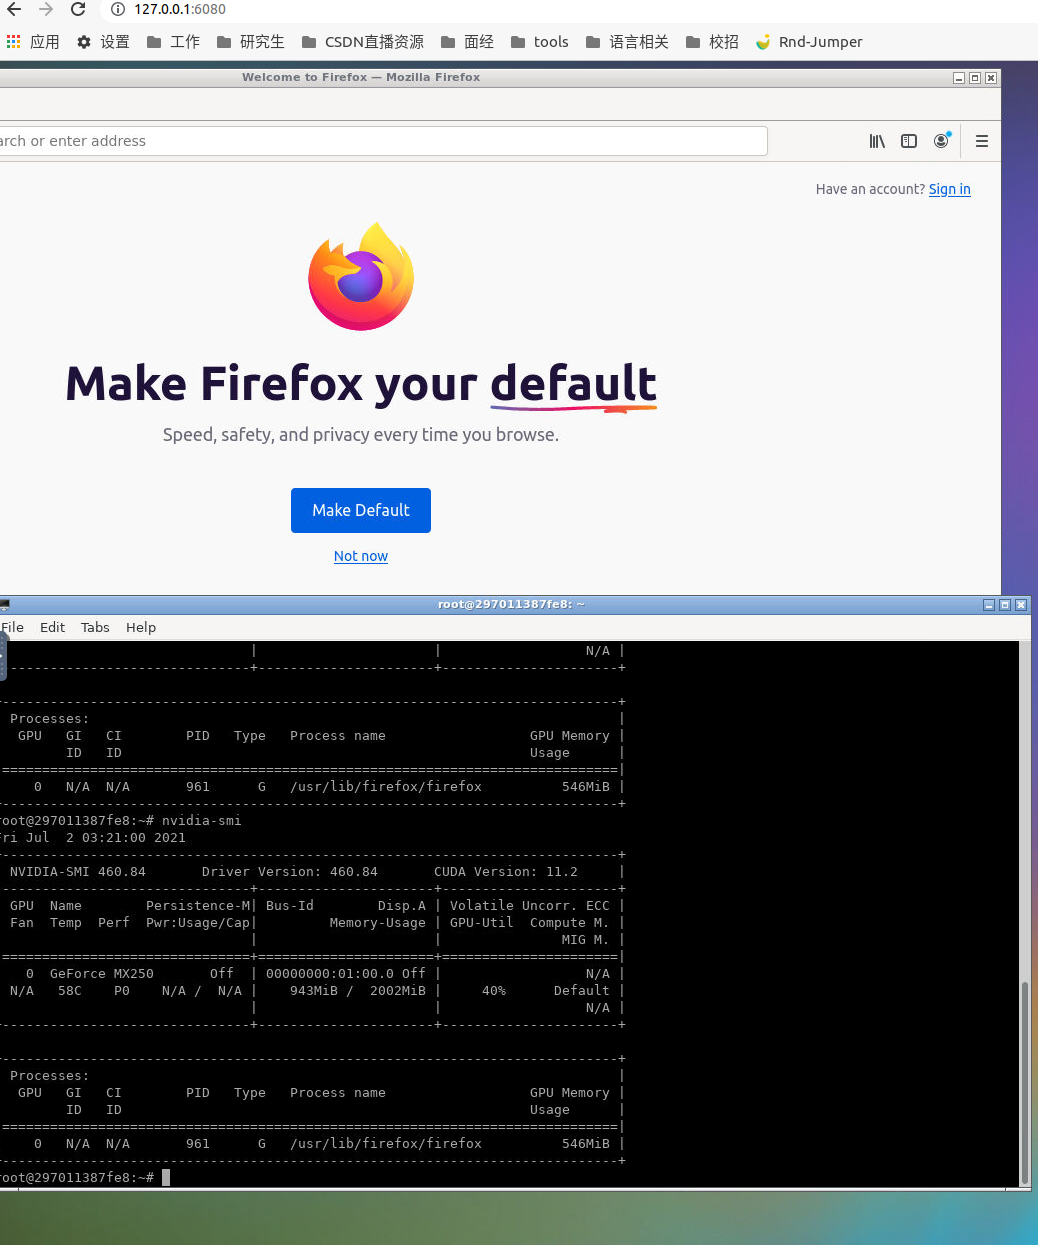 127.0.0.1:6080
应用 设置 工作 研究生 CSDN直播资源 面经 tools 语言相关 校招 Rnd-Jumper
Welcome to Firefox — Mozilla Firefox
arch or enter address
Have an account? Sign in
Make Firefox your default
Speed, safety, and privacy every time you browse.
Make Default
Not now
root@297011387fe8: ~
File Edit Tabs Help
| | N/A |
-------------------------------+----------------------+----------------------+
+-----------------------------------------------------------------------------+
Processes: |
GPU GI CI PID Type Process name GPU Memory |
ID ID Usage |
=============================================================================|
0 N/A N/A 961 G /usr/lib/firefox/firefox 546MiB |
+-----------------------------------------------------------------------------+
root@297011387fe8:~# nvidia-smi
Fri Jul 2 03:21:00 2021
+-----------------------------------------------------------------------------+
NVIDIA-SMI 460.84 Driver Version: 460.84 CUDA Version: 11.2 |
-------------------------------+----------------------+----------------------+
GPU Name Persistence-M| Bus-Id Disp.A | Volatile Uncorr. ECC |
Fan Temp Perf Pwr:Usage/Cap| Memory-Usage | GPU-Util Compute M. |
| | MIG M. |
===============================+======================+======================|
0 GeForce MX250 Off | 00000000:01:00.0 Off | N/A |
N/A 58C P0 N/A / N/A | 943MiB / 2002MiB | 40% Default |
| | N/A |
-------------------------------+----------------------+----------------------+
+-----------------------------------------------------------------------------+
Processes: |
GPU GI CI PID Type Process name GPU Memory |
ID ID Usage |
=============================================================================|
0 N/A N/A 961 G /usr/lib/firefox/firefox 546MiB |
+-----------------------------------------------------------------------------+
root@297011387fe8:~#